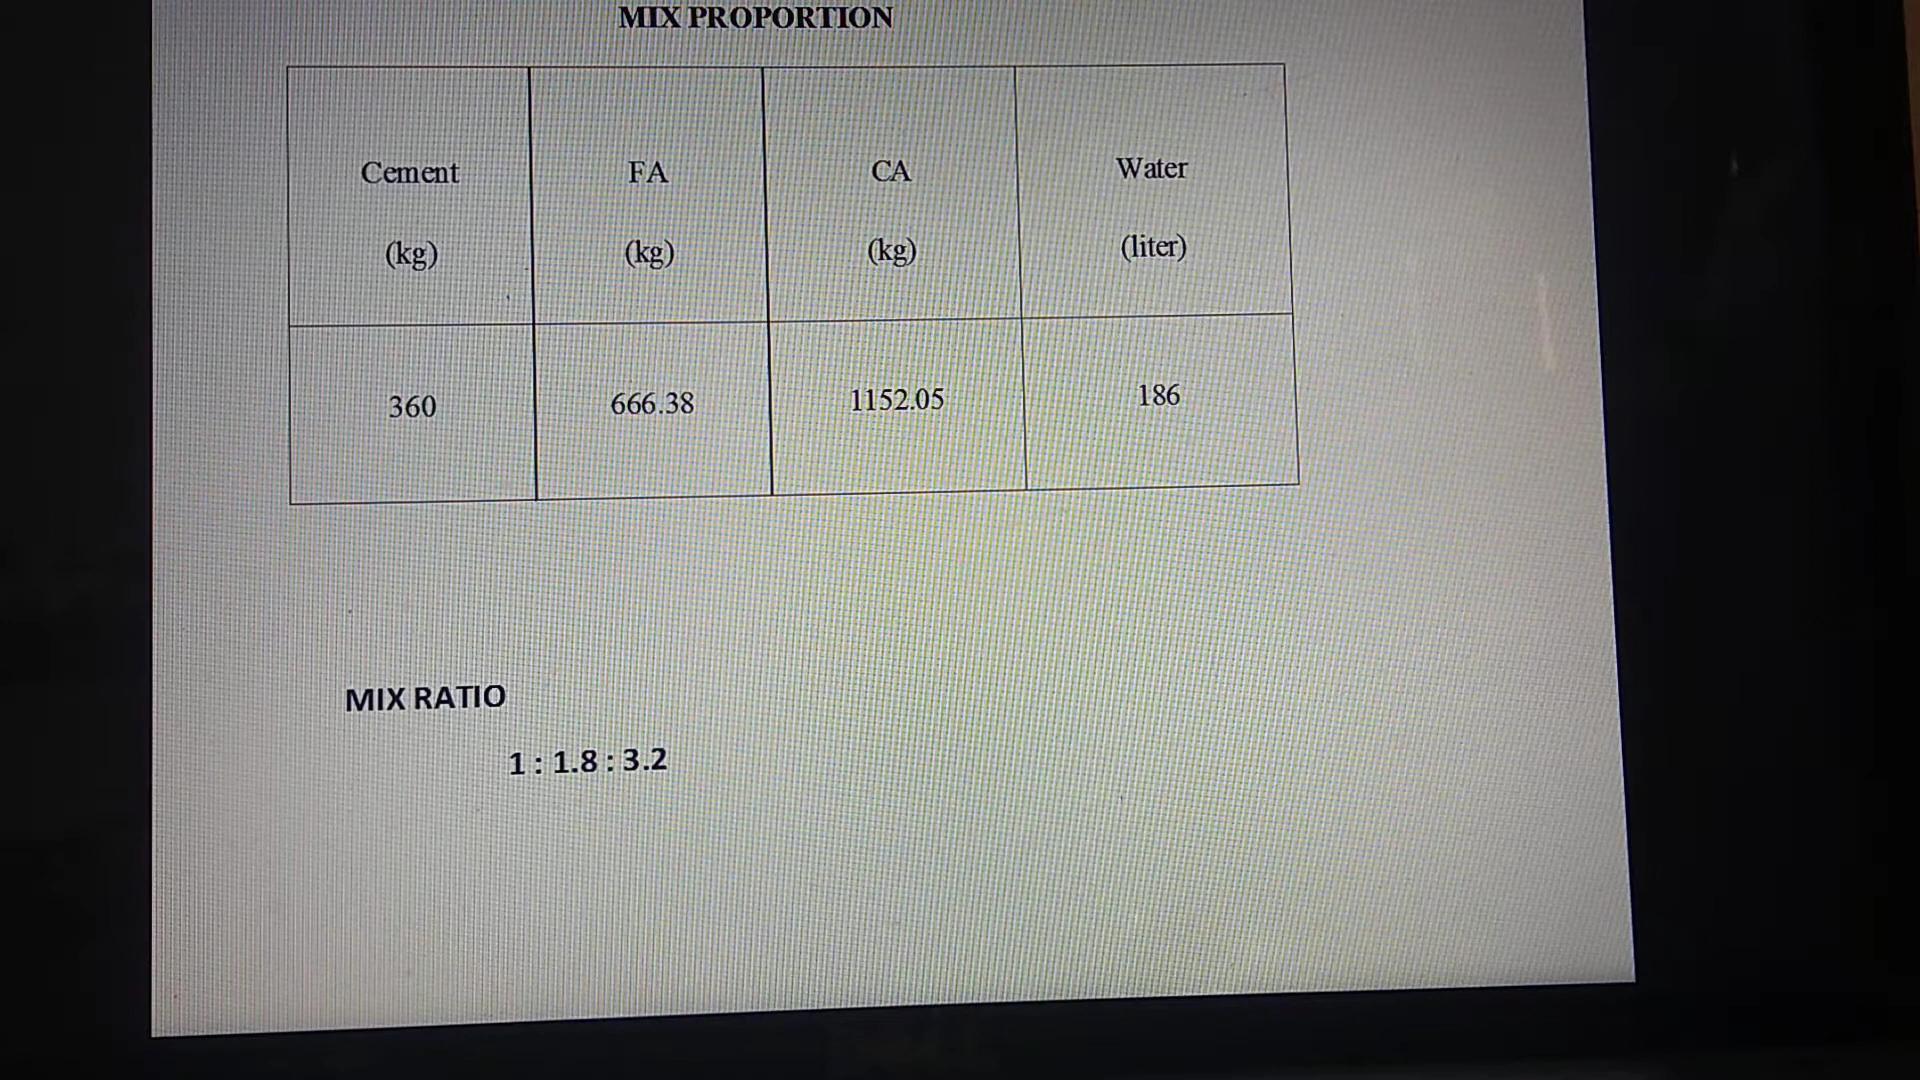 MIX PROPORTION
Cement (kg) FA (kg) CA (kg) Water (liter)
360 666.38 1152.05 186
MIX RATIO
1 : 1.8 : 3.2